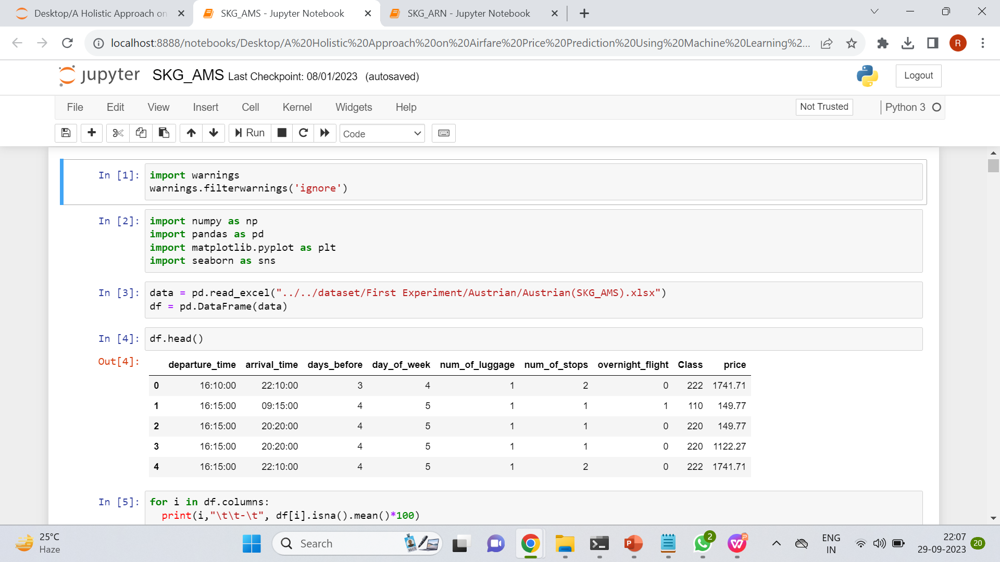 Desktop/A Holistic Approach on
SKG_AMS - Jupyter Notebook
SKG_ARN - Jupyter Notebook
localhost:8888/notebooks/Desktop/A%20Holistic%20Approach%20on%20Airfare%20Price%20Prediction%20Using%20Machine%20Learning%2...
R
jupyter SKG_AMS Last Checkpoint: 08/01/2023 (autosaved)
Logout
File Edit View Insert Cell Kernel Widgets Help
Not Trusted
Python 3
Run
Code
In [1]: import warnings
warnings.filterwarnings('ignore')
In [2]: import numpy as np
import pandas as pd
import matplotlib.pyplot as plt
import seaborn as sns
In [3]: data = pd.read_excel("../../dataset/First Experiment/Austrian/Austrian(SKG_AMS).xlsx")
df = pd.DataFrame(data)
In [4]: df.head()
Out[4]:
departure_time arrival_time days_before day_of_week num_of_luggage num_of_stops overnight_flight Class price
0 16:10:00 22:10:00 3 4 1 2 0 222 1741.71
1 16:15:00 09:15:00 4 5 1 1 1 110 149.77
2 16:15:00 20:20:00 4 5 1 1 0 220 149.77
3 16:15:00 20:20:00 4 5 1 1 0 220 1122.27
4 16:15:00 22:10:00 4 5 1 2 0 222 1741.71
In [5]: for i in df.columns:
print(i,"\t\t-\t", df[i].isna().mean()*100)
25°C
Haze
Search
P
2
W
P
ENG
IN
22:07
29-09-2023
20